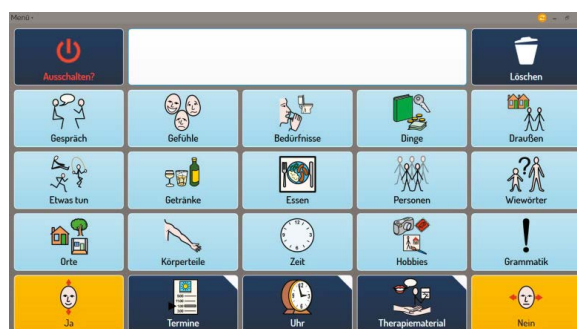 Menü
Ausschalten?
Löschen
Gespräch
Gefühle
Bedürfnisse
Dinge
Draußen
Etwas tun
Getränke
Essen
Personen
Wiewörter
?
Orte
Körperteile
Zeit
Hobbies
Grammatik
Ja
Termine
Uhr
Therapiematerial
Nein